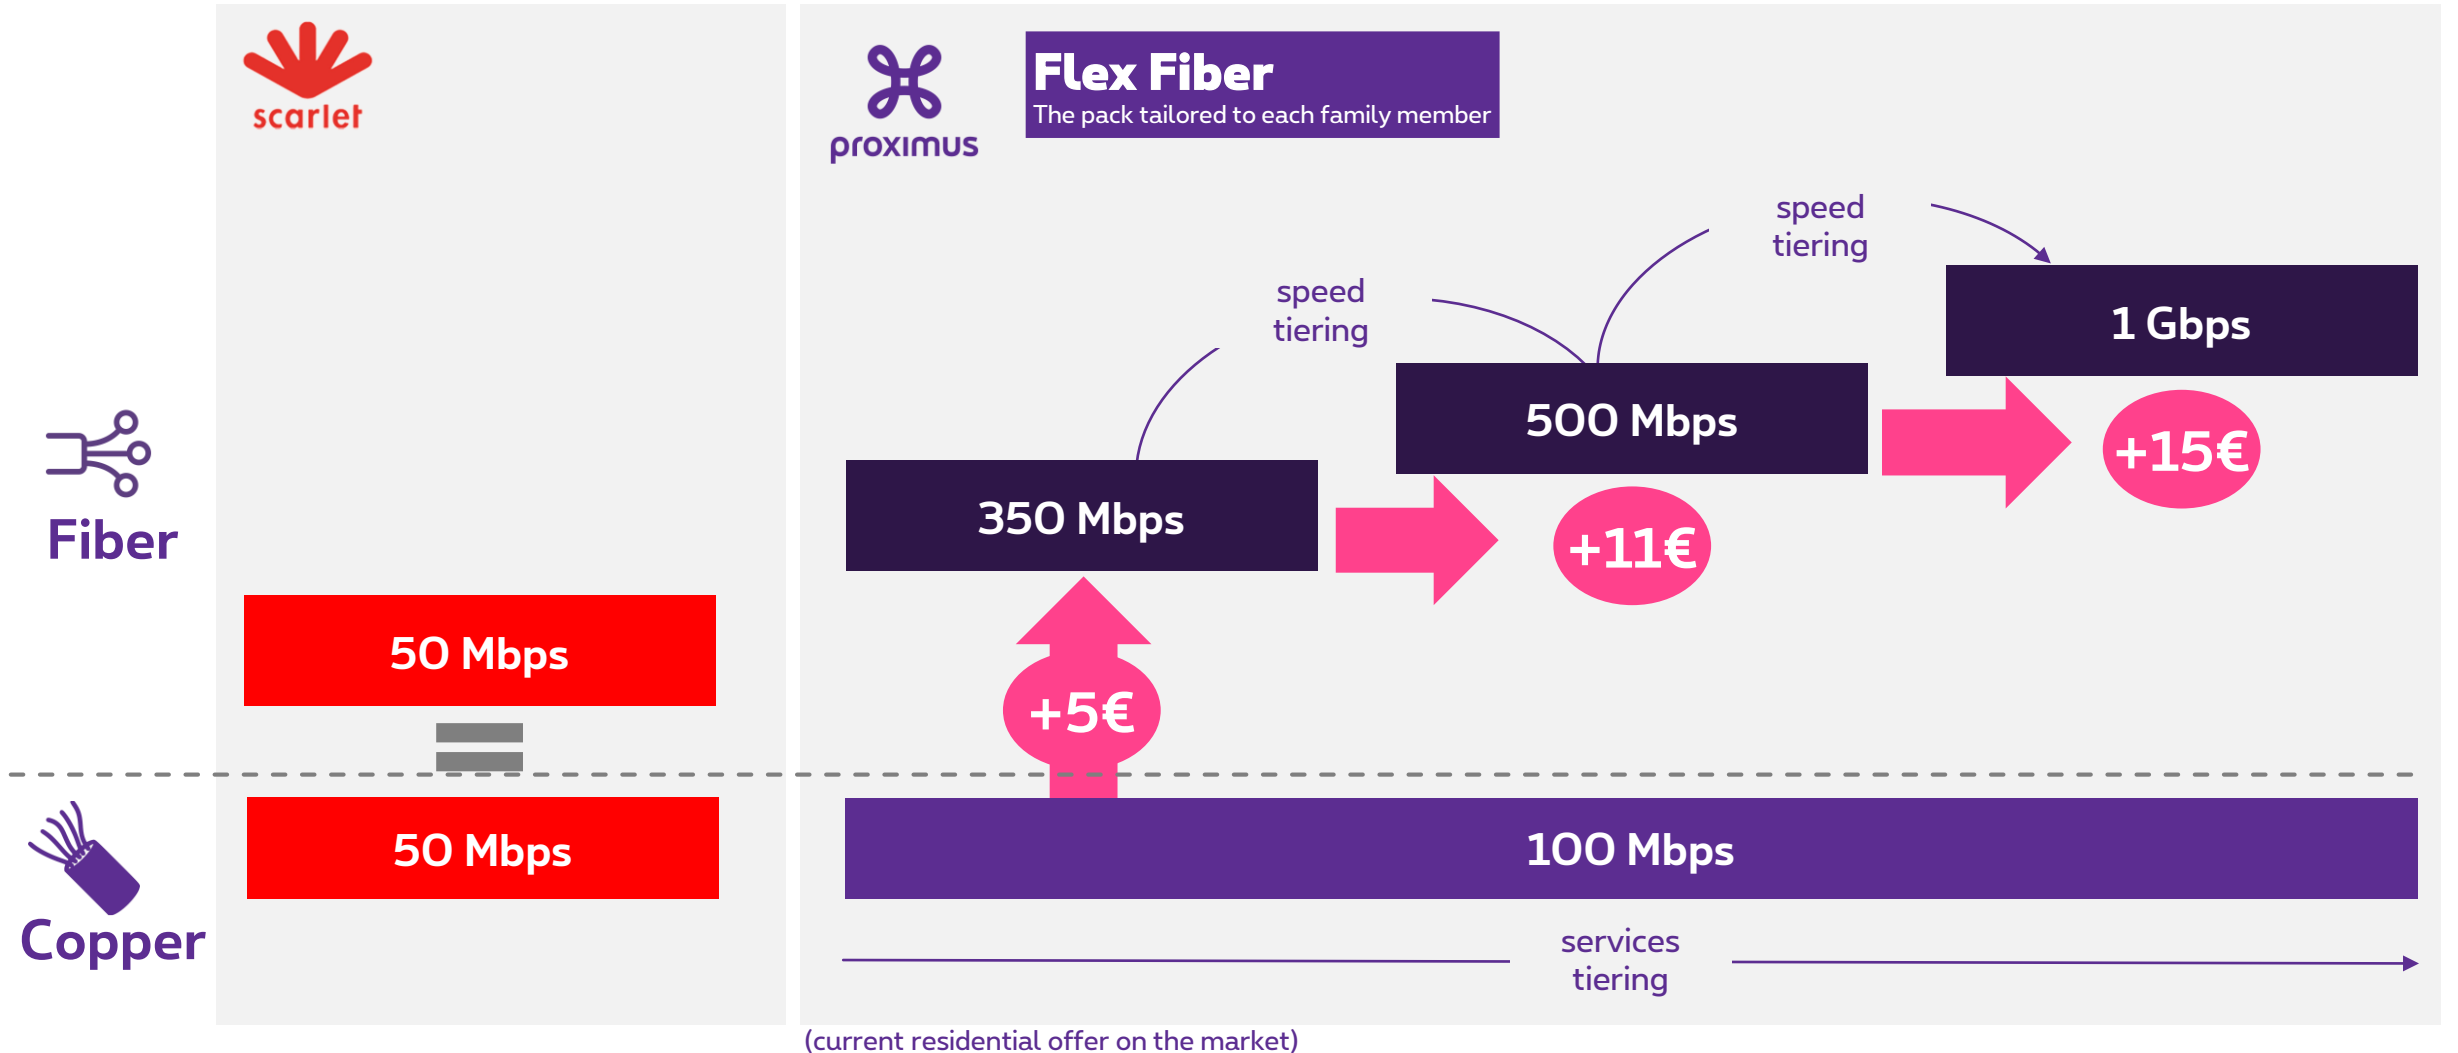 scarlet
proximus
Flex Fiber
The pack tailored to each family member
speed
tiering
speed
tiering
1 Gbps
500 Mbps
+15€
350 Mbps
+11€
Fiber
50 Mbps
+5€
50 Mbps
100 Mbps
Copper
services
tiering
(current residential offer on the market)